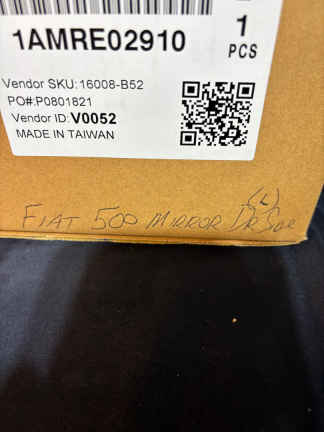 1AMRE02910
1
PCS
Vendor SKU: 16008-B52
PO#:P0801821
Vendor ID: V0052
MADE IN TAIWAN
(L)
FIAT 500 MIRROR DR SIDE